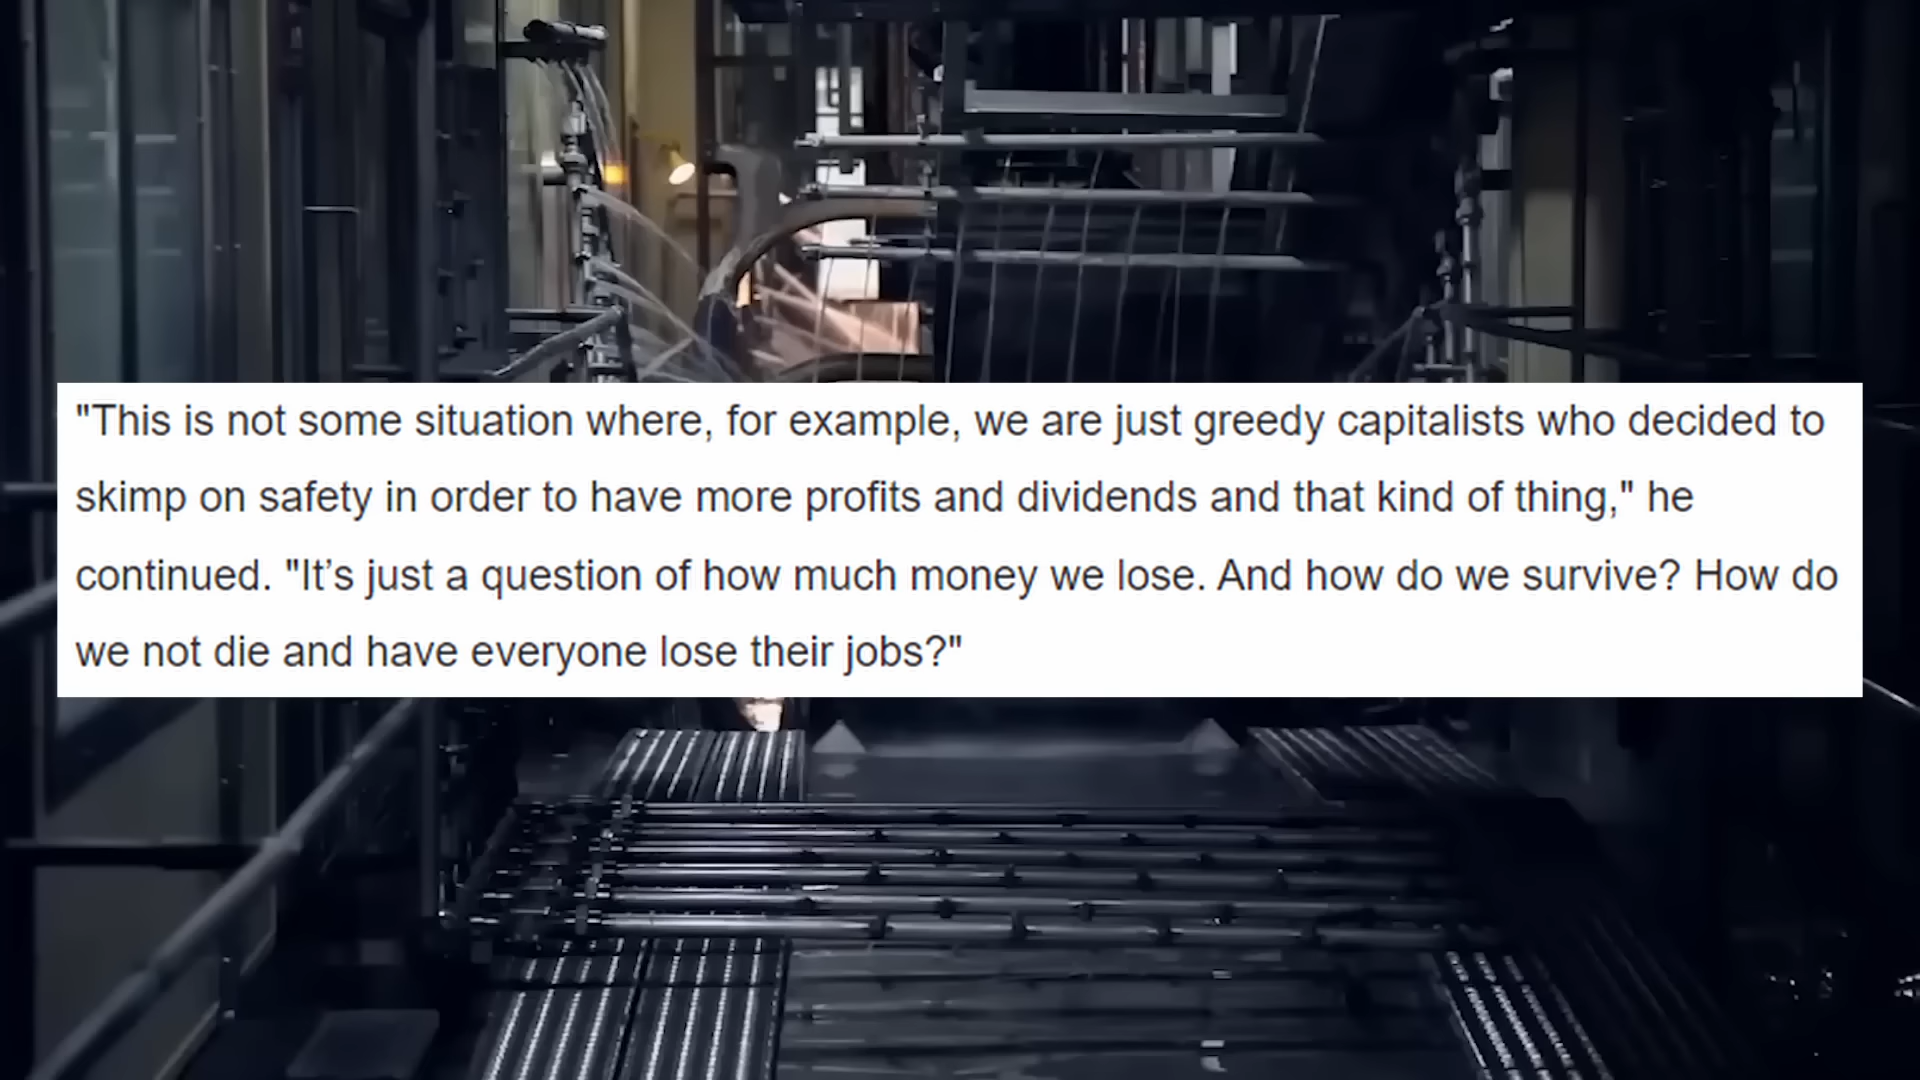 "This is not some situation where, for example, we are just greedy capitalists who decided to
skimp on safety in order to have more profits and dividends and that kind of thing," he
continued. "It’s just a question of how much money we lose. And how do we survive? How do
we not die and have everyone lose their jobs?"